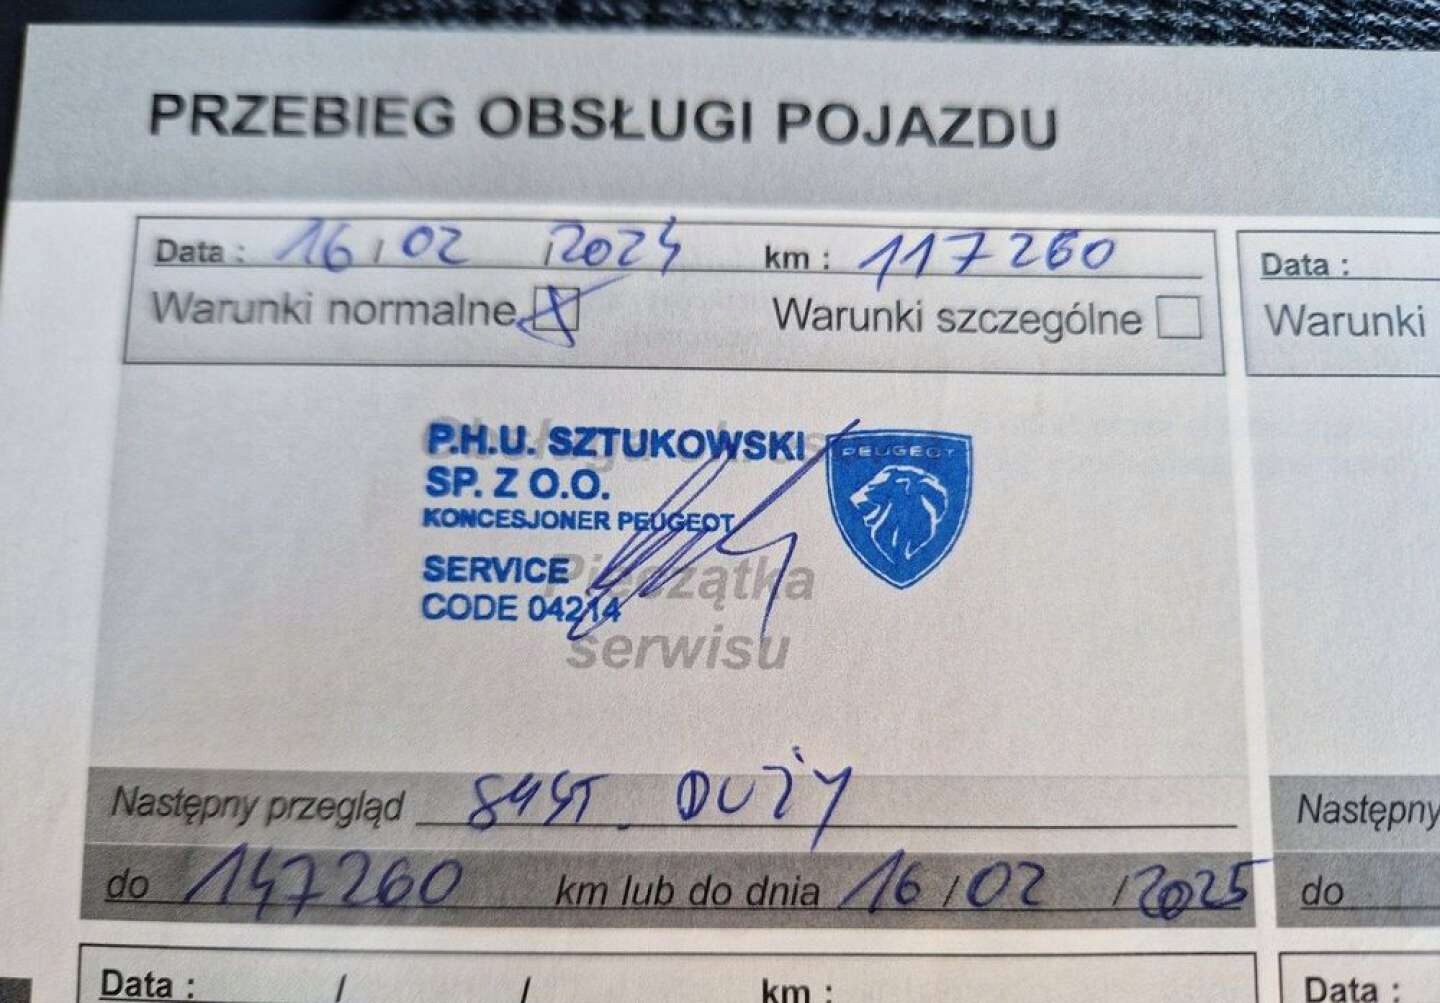 PRZEBIEG OBSŁUGI POJAZDU
Data : 16 / 02 / 2024 km : 117260
Data :
Warunki normalne Warunki szczególne
Warunki
P.H.U. SZTUKOWSKI
PEUGEOT
SP. Z O.O.
KONCESJONER PEUGEOT
SERVICE
CODE 04214
Pieczątka
serwisu
Następny przegląd SYST. DUŻY
Następny
do 147260 km lub do dnia 16 / 02 / 2025
do
Data : / / km :
Data :